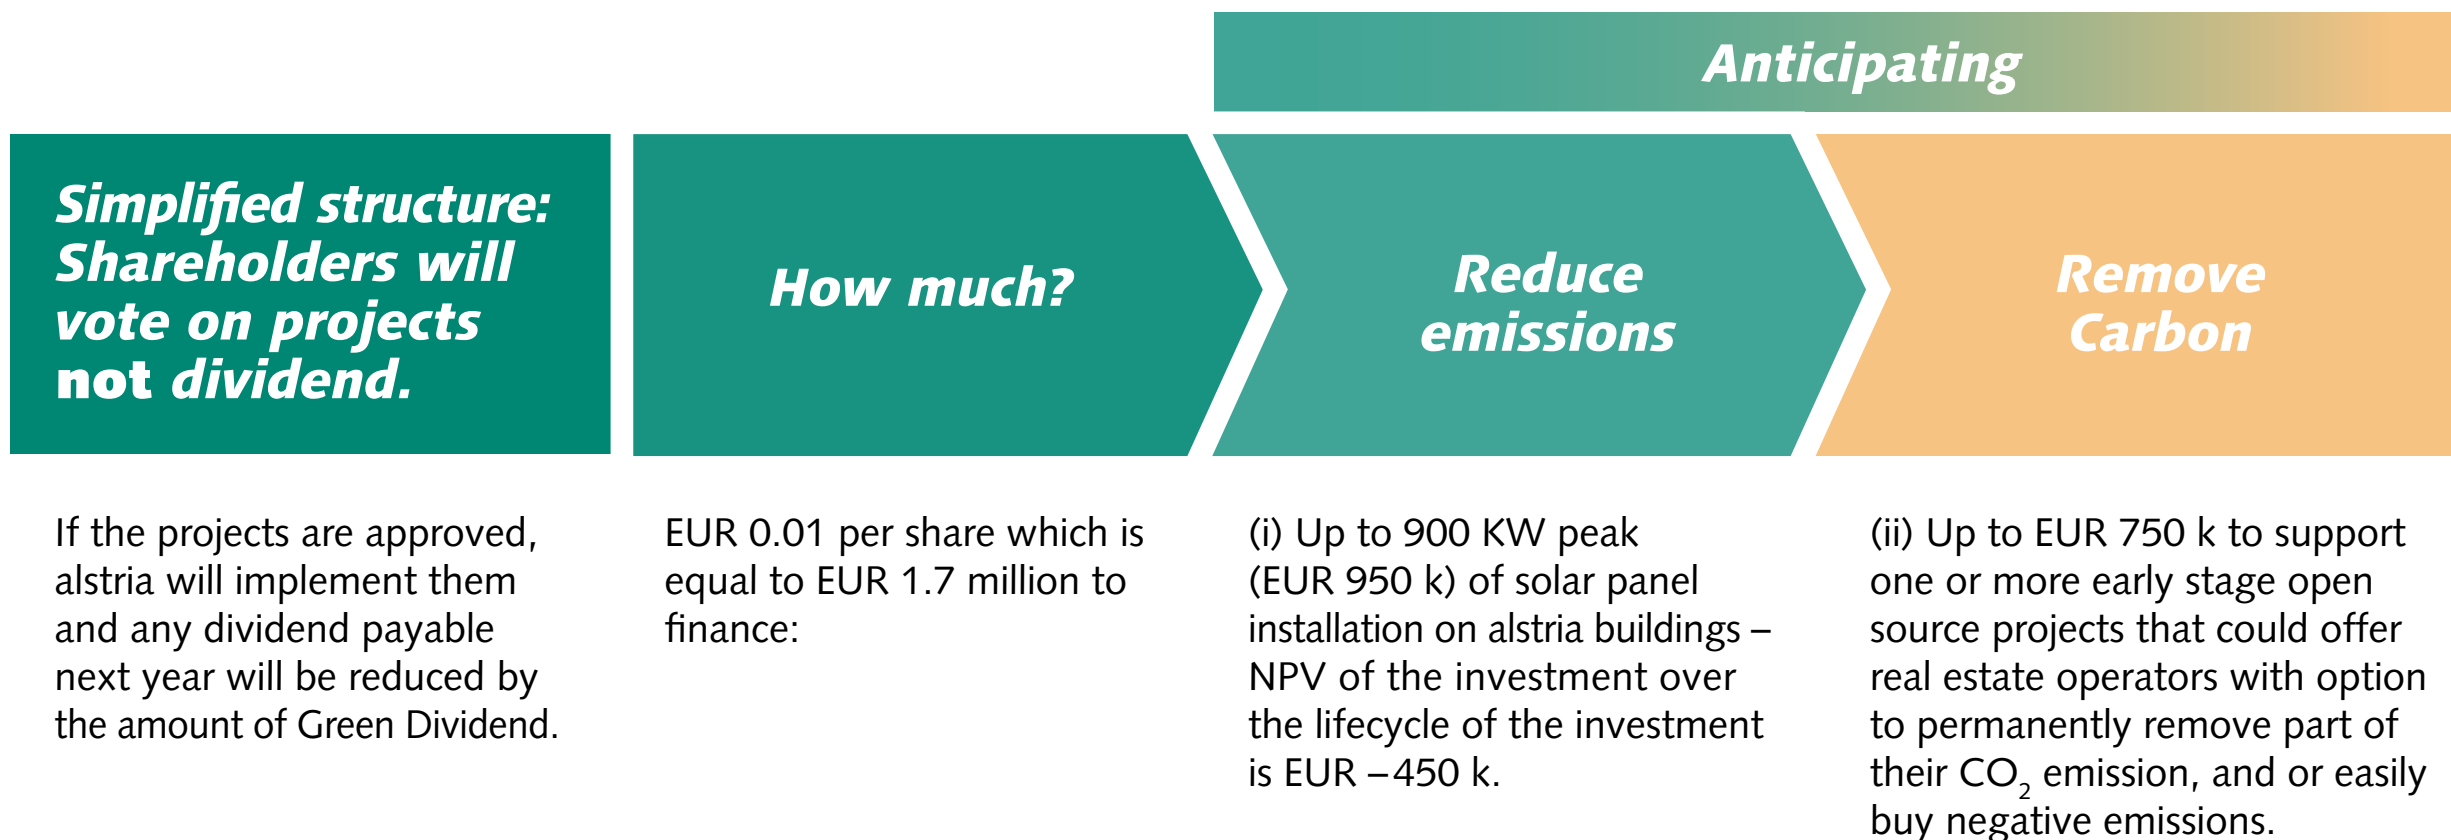 Anticipating
Simplified structure:
Shareholders will
vote on projects
not dividend.
How much?
Reduce
emissions
Remove
Carbon
If the projects are approved,
alstria will implement them
and any dividend payable
next year will be reduced by
the amount of Green Dividend.
EUR 0.01 per share which is
equal to EUR 1.7 million to
finance:
(i) Up to 900 KW peak
(EUR 950 k) of solar panel
installation on alstria buildings –
NPV of the investment over
the lifecycle of the investment
is EUR –450 k.
(ii) Up to EUR 750 k to support
one or more early stage open
source projects that could offer
real estate operators with option
to permanently remove part of
their CO₂ emission, and or easily
buy negative emissions.